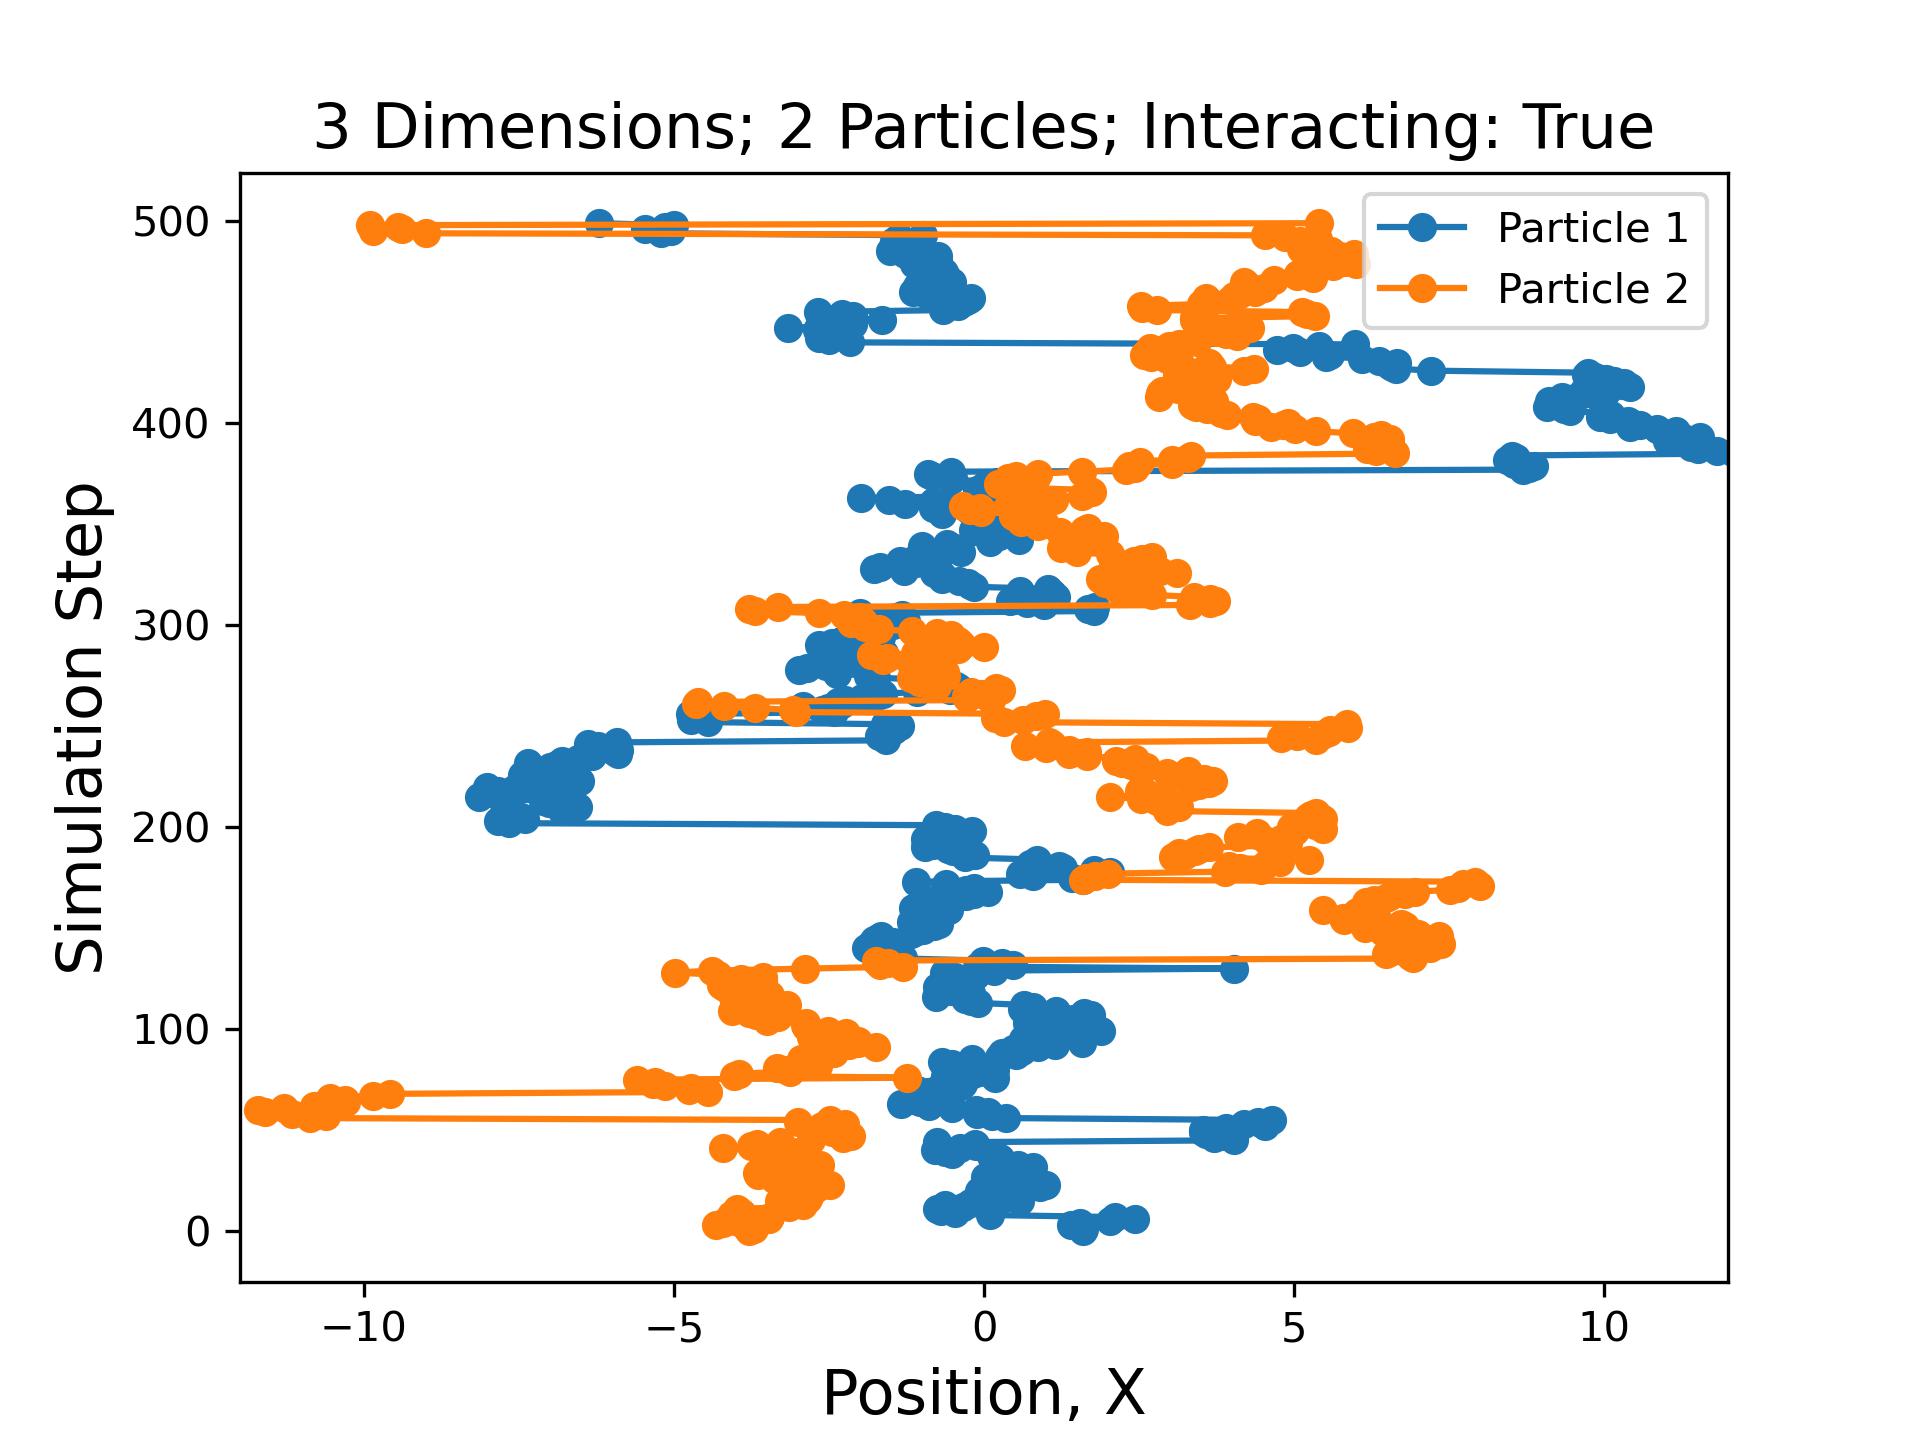 3 Dimensions; 2 Particles; Interacting: True
Particle 1
Particle 2
Simulation Step
500
400
300
200
100
0
−10
−5
0
5
10
Position, X